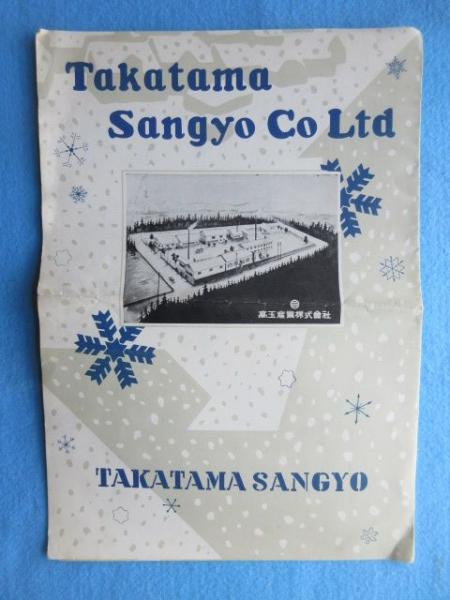 Takatama
Sangyo Co Ltd
高玉産業株式會社
TAKATAMA SANGYO